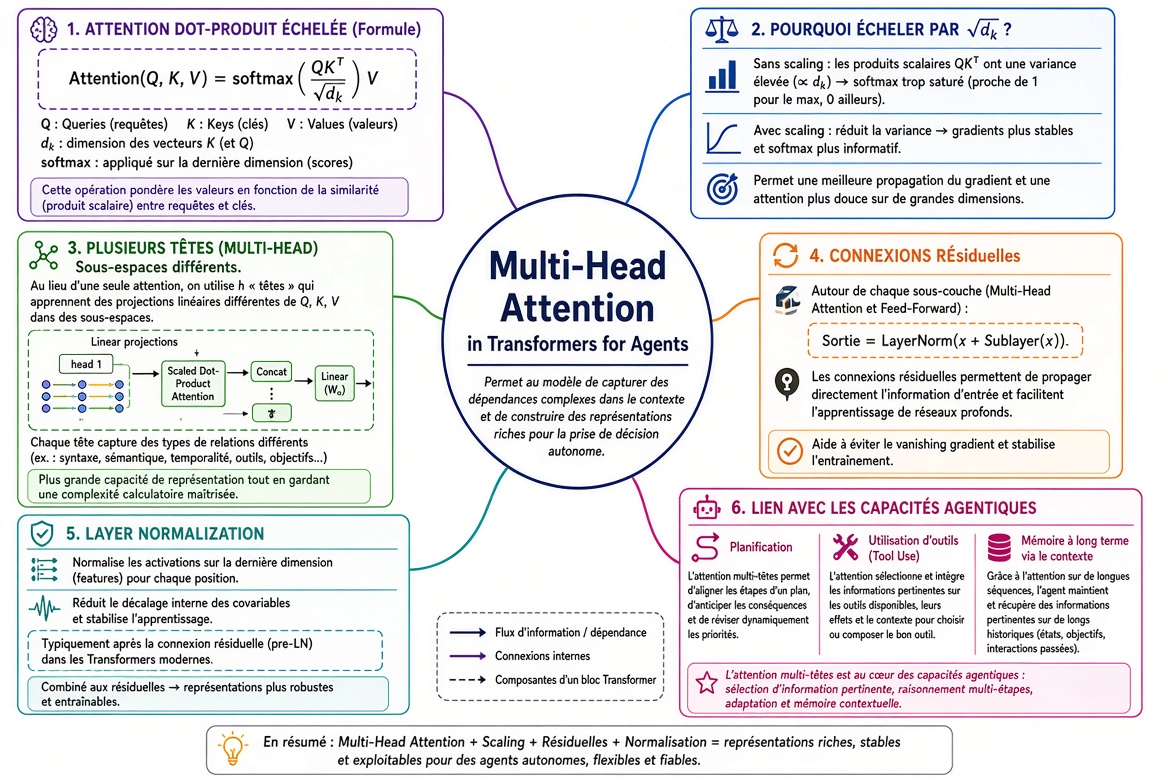 1. ATTENTION DOT-PRODUIT ÉCHELÉE (Formule)
Attention(Q, K, V) = softmax ( QK^T / √d_k ) V
Q : Queries (requêtes) K : Keys (clés) V : Values (valeurs)
d_k : dimension des vecteurs K (et Q)
softmax : appliqué sur la dernière dimension (scores)
Cette opération pondère les valeurs en fonction de la similarité
(produit scalaire) entre requêtes et clés.
2. POURQUOI ÉCHELER PAR √d_k ?
Sans scaling : les produits scalaires QK^T ont une variance
élevée (∝ d_k) → softmax trop saturé (proche de 1
pour le max, 0 ailleurs).
Avec scaling : réduit la variance → gradients plus stables
et softmax plus informatif.
Permet une meilleure propagation du gradient et une
attention plus douce sur de grandes dimensions.
3. PLUSIEURS TÊTES (MULTI-HEAD)
Sous-espaces différents.
Au lieu d'une seule attention, on utilise h « têtes » qui
apprennent des projections linéaires différentes de Q, K, V
dans des sous-espaces.
Linear projections
head 1
Scaled Dot-
Product
Attention
Concat
⋮
Linear
(W_o)
Chaque tête capture des types de relations différents
(ex. : syntaxe, sémantique, temporalité, outils, objectifs...)
Plus grande capacité de représentation tout en gardant
une complexité calculatoire maîtrisée.
Multi-Head
Attention
in Transformers for Agents
Permet au modèle de capturer des
dépendances complexes dans le contexte
et de construire des représentations
riches pour la prise de décision
autonome.
4. CONNEXIONS RÉsiduelles
Autour de chaque sous-couche (Multi-Head
Attention et Feed-Forward) :
Sortie = LayerNorm(x + Sublayer(x)).
Les connexions résiduelles permettent de propager
directement l'information d'entrée et facilitent
l'apprentissage de réseaux profonds.
Aide à éviter le vanishing gradient et stabilise
l'entraînement.
5. LAYER NORMALIZATION
Normalise les activations sur la dernière dimension
(features) pour chaque position.
Réduit le décalage interne des covariables
et stabilise l'apprentissage.
Typiquement après la connexion résiduelle (pre-LN)
dans les Transformers modernes.
Combiné aux résiduelles → représentations plus robustes
et entraînables.
Flux d'information / dépendance
Connexions internes
Composantes d'un bloc Transformer
6. LIEN AVEC LES CAPACITÉS AGENTIQUES
Planification
L'attention multi-têtes permet
d'aligner les étapes d'un plan,
d'anticiper les conséquences
et de réviser dynamiquement
les priorités.
Utilisation d'outils
(Tool Use)
L'attention sélectionne et intègre
les informations pertinentes sur
les outils disponibles, leurs
effets et le contexte pour choisir
ou composer le bon outil.
Mémoire à long terme
via le contexte
Grâce à l'attention sur de longues
séquences, l'agent maintient
et récupère des informations
pertinentes sur de longs
historiques (états, objectifs,
interactions passées).
L'attention multi-têtes est au cœur des capacités agentiques :
sélection d'information pertinente, raisonnement multi-étapes,
adaptation et mémoire contextuelle.
En résumé : Multi-Head Attention + Scaling + Résiduelles + Normalisation = représentations riches, stables
et exploitables pour des agents autonomes, flexibles et fiables.